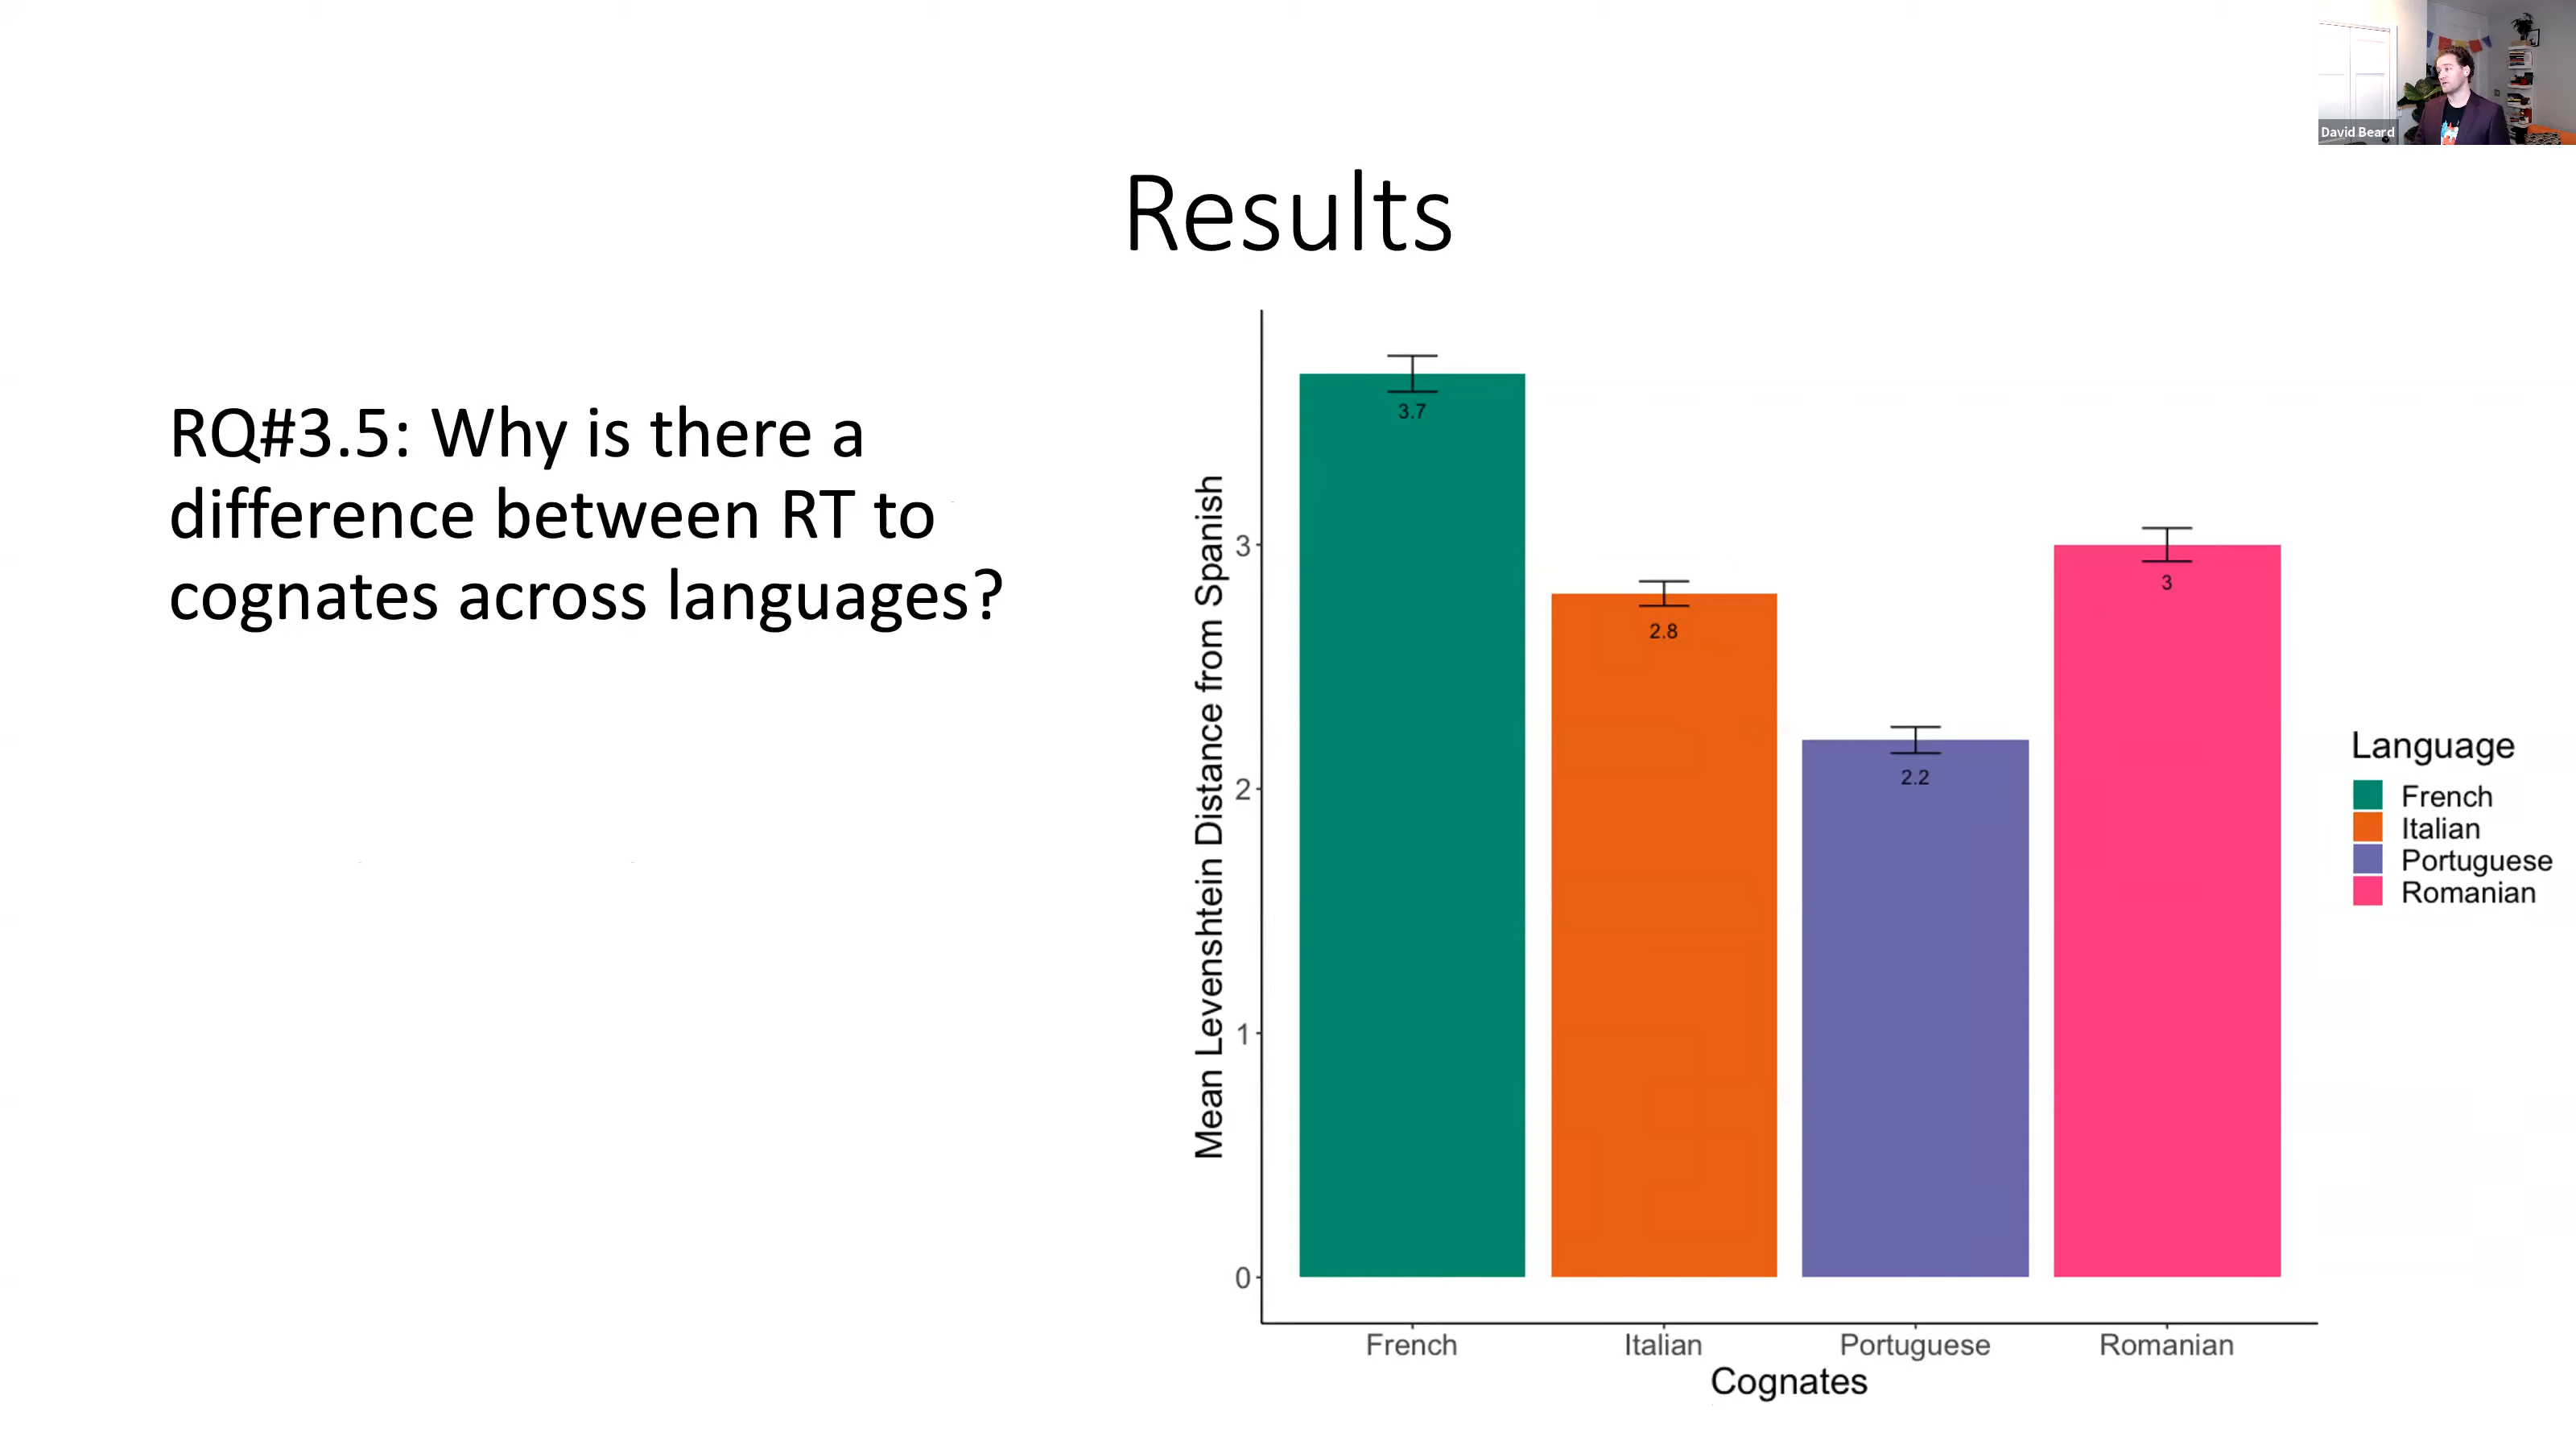 David Beard
Results
RQ#3.5: Why is there a
difference between RT to
cognates across languages?
Mean Levenshtein Distance from Spanish
3
2
1
0
3.7
2.8
2.2
3
French
Italian
Portuguese
Romanian
Cognates
Language
French
Italian
Portuguese
Romanian